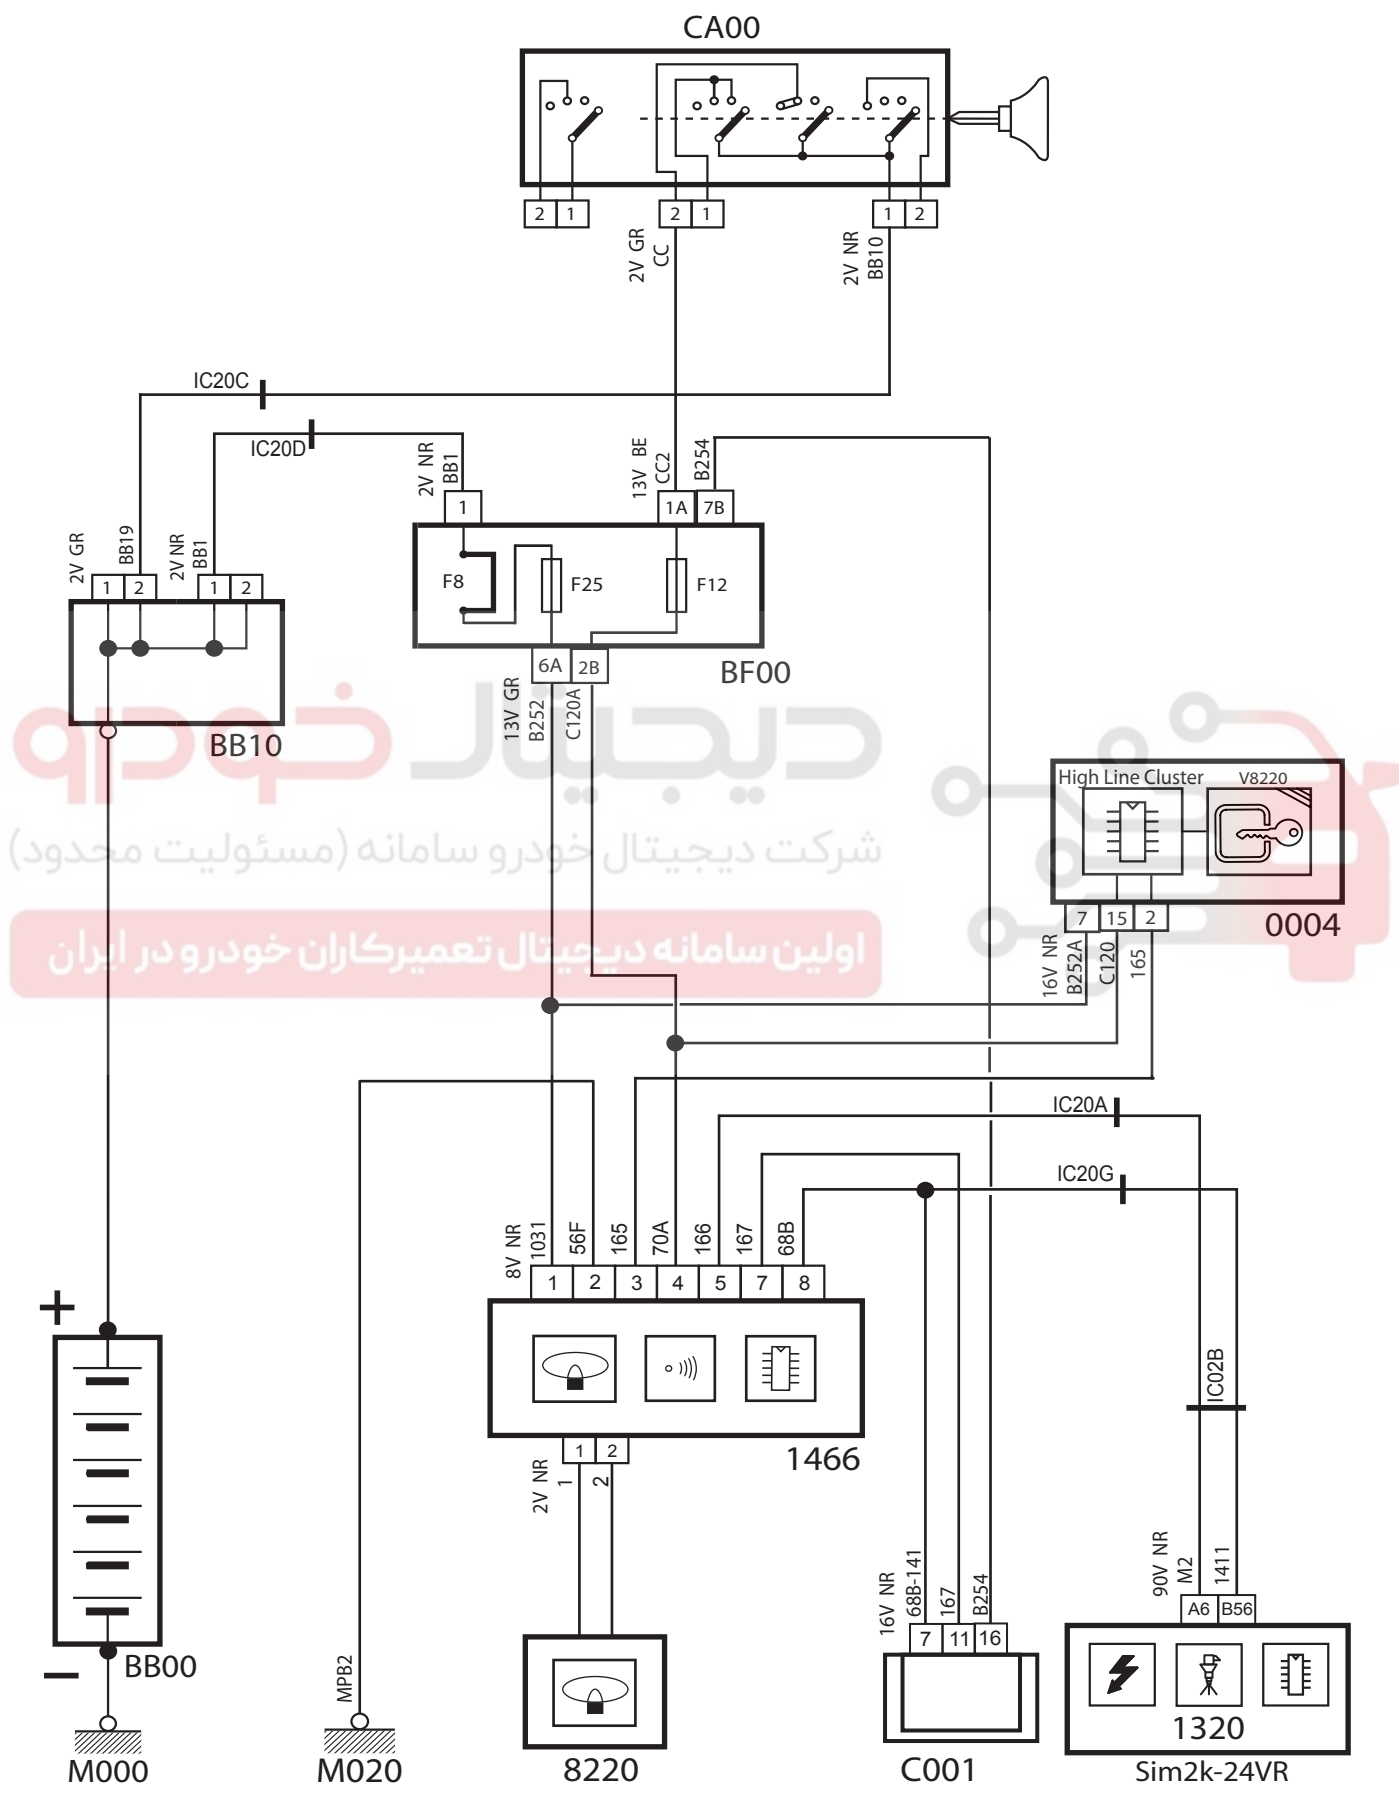 CA00
2 1
2 1
1 2
2V GR
CC
2V NR
BB10
IC20C
IC20D
2V NR
BB1
13V BE
CC2
B254
1
1A 7B
2V GR
BB19
2V NR
BB1
1 2
1 2
F8
F25
F12
6A 2B
BF00
BB10
13V GR
B252
C120A
دیجیتال خودرو
شرکت دیجیتال خودرو سامانه (مسئولیت محدود)
اولین سامانه دیجیتال تعمیرکاران خودرو در ایران
High Line Cluster
V8220
7 15 2
0004
16V NR
B252A
C120
165
IC20A
IC20G
8V NR
1031
56F
165
70A
166
167
68B
1 2 3 4 5 7 8
1466
1 2
2V NR
1
2
+
−
BB00
M000
MPB2
M020
8220
16V NR
68B-141
167
B254
7 11 16
C001
IC02B
90V NR
M2
1411
A6 B56
1320
Sim2k-24VR